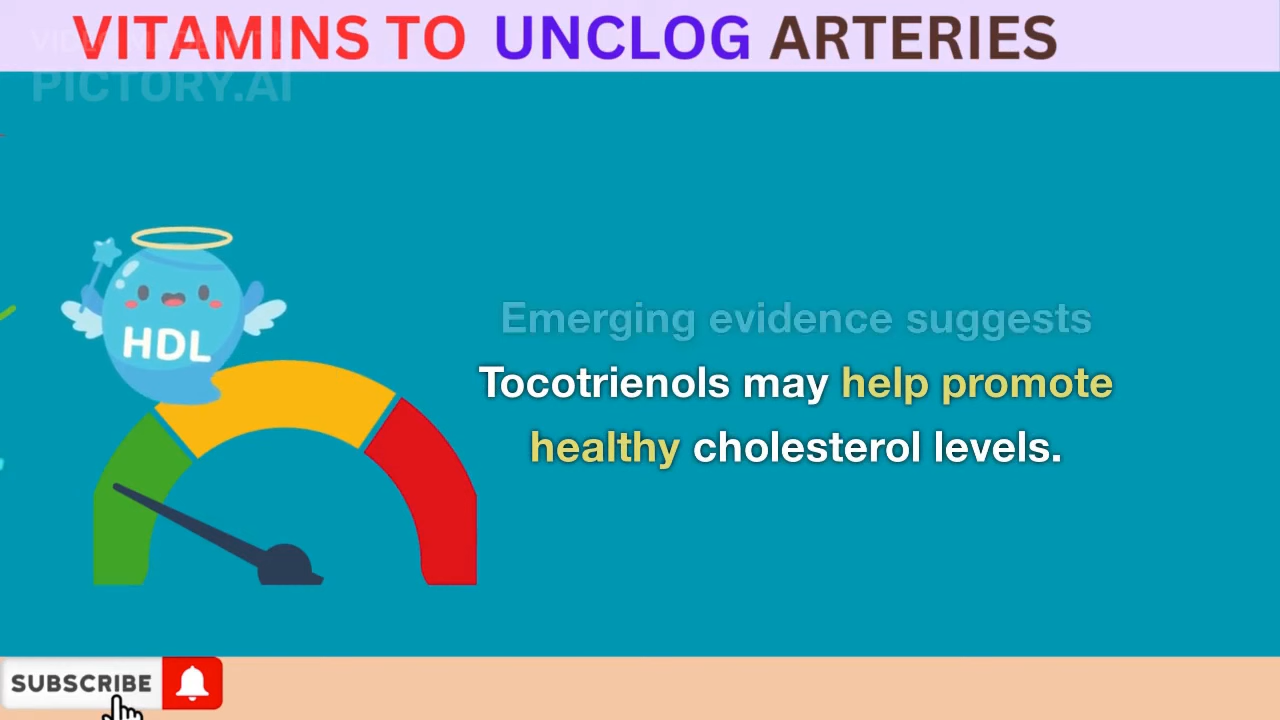 VITAMINS TO UNCLOG ARTERIES
PICTORY.AI
HDL
Emerging evidence suggests
Tocotrienols may help promote
healthy cholesterol levels.
SUBSCRIBE